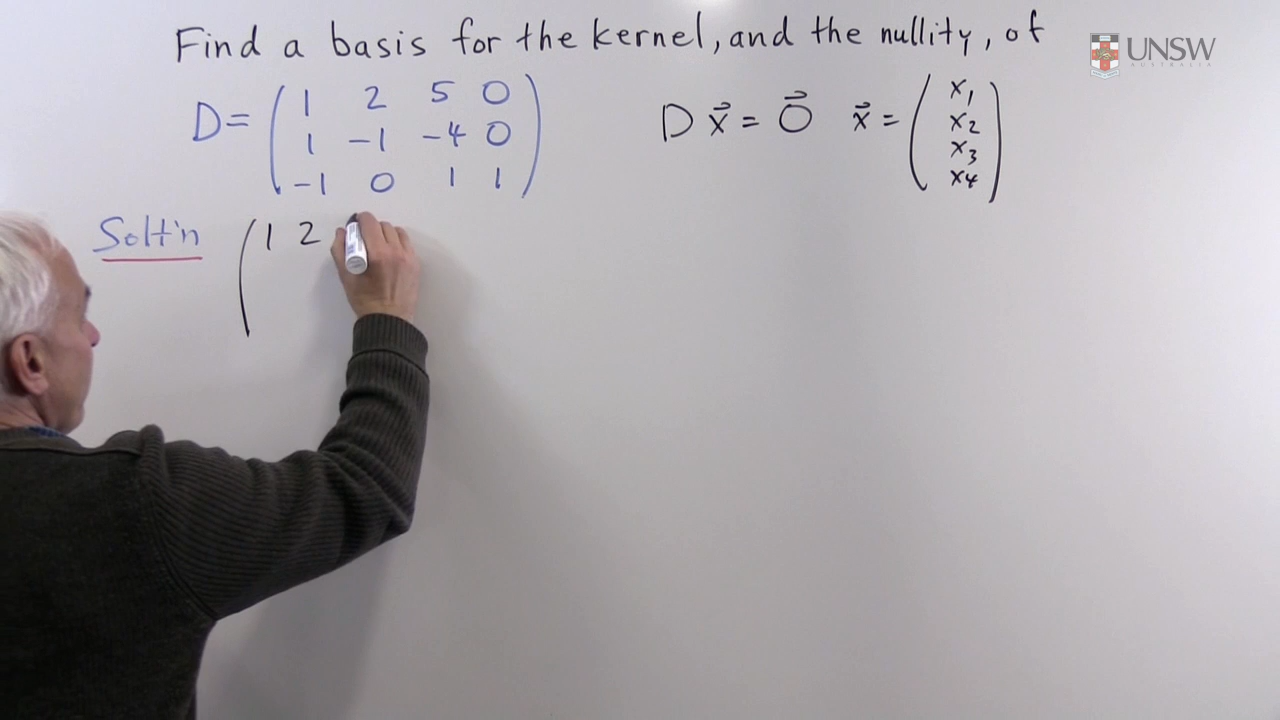 Find a basis for the kernel, and the nullity, of
UNSW
AUSTRALIA
D = ( 1 2 5 0
1 -1 -4 0
-1 0 1 1 )
D x⃗ = 0⃗ x⃗ = ( x₁
x₂
x₃
x₄ )
Solt'n ( 1 2